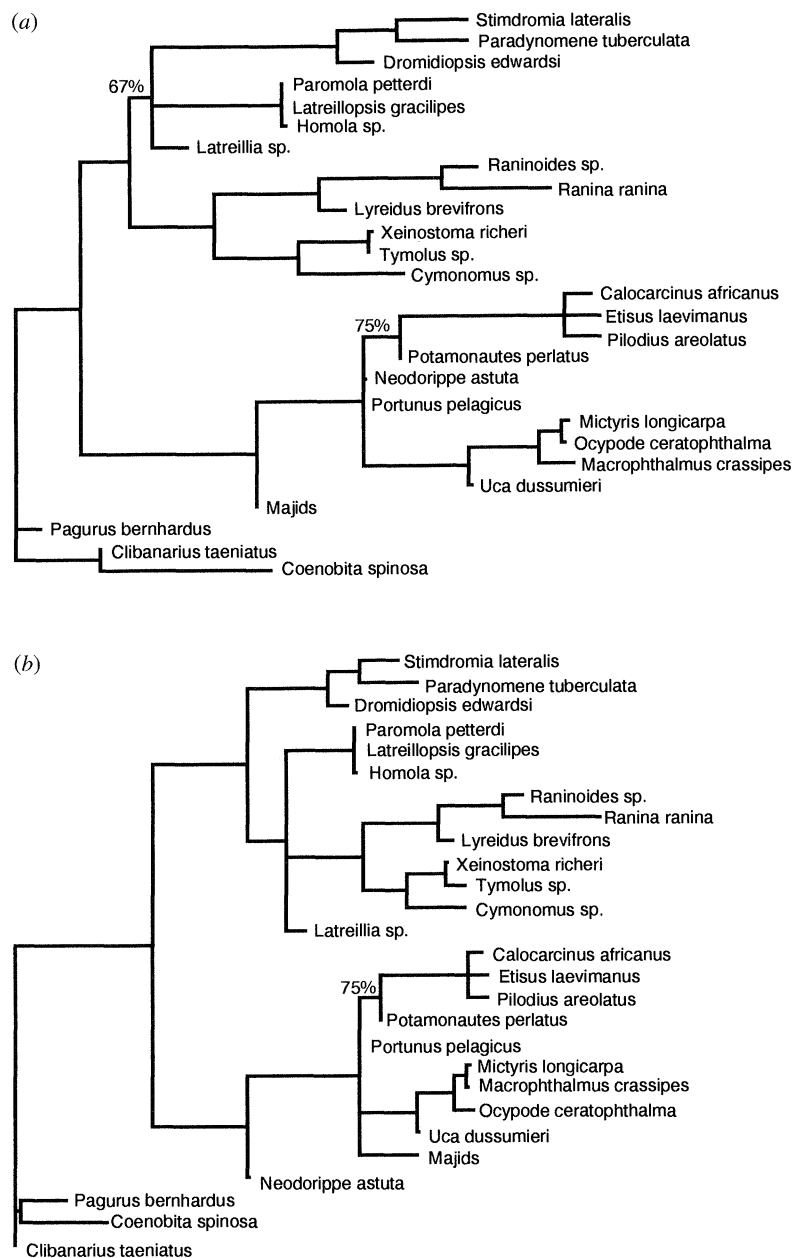 (a)
Stimdromia lateralis
Paradynomene tuberculata
Dromidiopsis edwardsi
67%
Paromola petterdi
Latreillopsis gracilipes
Homola sp.
Latreillia sp.
Raninoides sp.
Ranina ranina
Lyreidus brevifrons
Xeinostoma richeri
Tymolus sp.
Cymonomus sp.
Calocarcinus africanus
Etisus laevimanus
75%
Pilodius areolatus
Potamonautes perlatus
Neodorippe astuta
Portunus pelagicus
Mictyris longicarpa
Ocypode ceratophthalma
Macrophthalmus crassipes
Uca dussumieri
Majids
Pagurus bernhardus
Clibanarius taeniatus
Coenobita spinosa
(b)
Stimdromia lateralis
Paradynomene tuberculata
Dromidiopsis edwardsi
Paromola petterdi
Latreillopsis gracilipes
Homola sp.
Raninoides sp.
Ranina ranina
Lyreidus brevifrons
Xeinostoma richeri
Tymolus sp.
Cymonomus sp.
Latreillia sp.
Calocarcinus africanus
Etisus laevimanus
75%
Pilodius areolatus
Potamonautes perlatus
Portunus pelagicus
Mictyris longicarpa
Macrophthalmus crassipes
Ocypode ceratophthalma
Uca dussumieri
Majids
Neodorippe astuta
Pagurus bernhardus
Coenobita spinosa
Clibanarius taeniatus